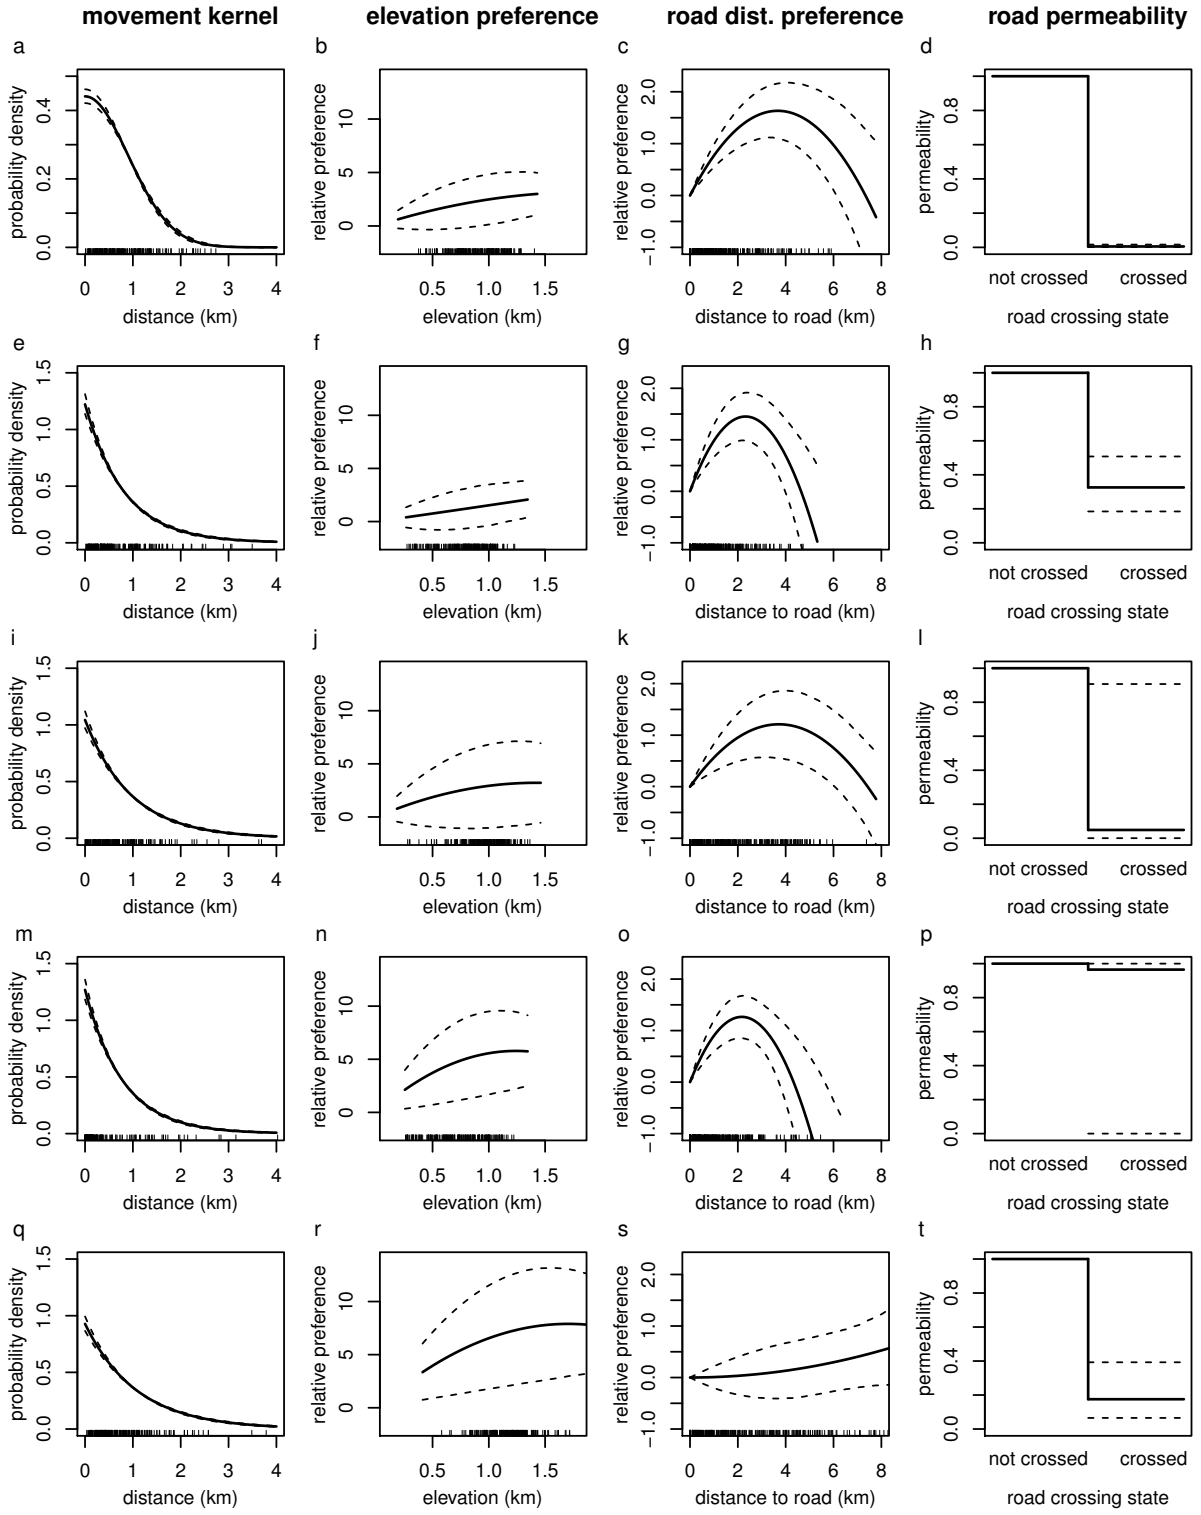 movement kernel elevation preference road dist. preference road permeability
a b c d
probability density
0.0 0.2 0.4
0 1 2 3 4
distance (km)
relative preference
0 5 10
0.5 1.0 1.5
elevation (km)
relative preference
−1.0 0.0 1.0 2.0
0 2 4 6 8
distance to road (km)
permeability
0.0 0.4 0.8
not crossed crossed
road crossing state
e f g h
probability density
0.0 0.5 1.0 1.5
0 1 2 3 4
distance (km)
relative preference
0 5 10
0.5 1.0 1.5
elevation (km)
relative preference
−1.0 0.0 1.0 2.0
0 2 4 6 8
distance to road (km)
permeability
0.0 0.4 0.8
not crossed crossed
road crossing state
i j k l
probability density
0.0 0.5 1.0 1.5
0 1 2 3 4
distance (km)
relative preference
0 5 10
0.5 1.0 1.5
elevation (km)
relative preference
−1.0 0.0 1.0 2.0
0 2 4 6 8
distance to road (km)
permeability
0.0 0.4 0.8
not crossed crossed
road crossing state
m n o p
probability density
0.0 0.5 1.0 1.5
0 1 2 3 4
distance (km)
relative preference
0 5 10
0.5 1.0 1.5
elevation (km)
relative preference
−1.0 0.0 1.0 2.0
0 2 4 6 8
distance to road (km)
permeability
0.0 0.4 0.8
not crossed crossed
road crossing state
q r s t
probability density
0.0 0.5 1.0 1.5
0 1 2 3 4
distance (km)
relative preference
0 5 10
0.5 1.0 1.5
elevation (km)
relative preference
−1.0 0.0 1.0 2.0
0 2 4 6 8
distance to road (km)
permeability
0.0 0.4 0.8
not crossed crossed
road crossing state